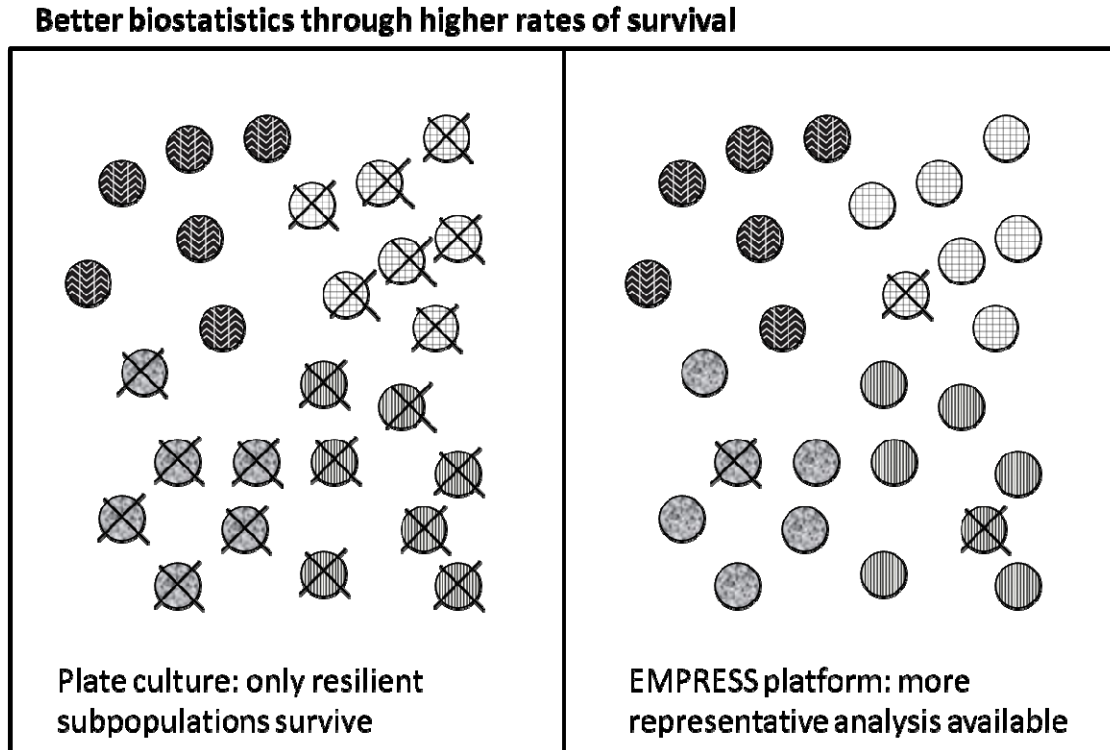 Better biostatistics through higher rates of survival
Plate culture: only resilient
subpopulations survive
EMPRESS platform: more
representative analysis available